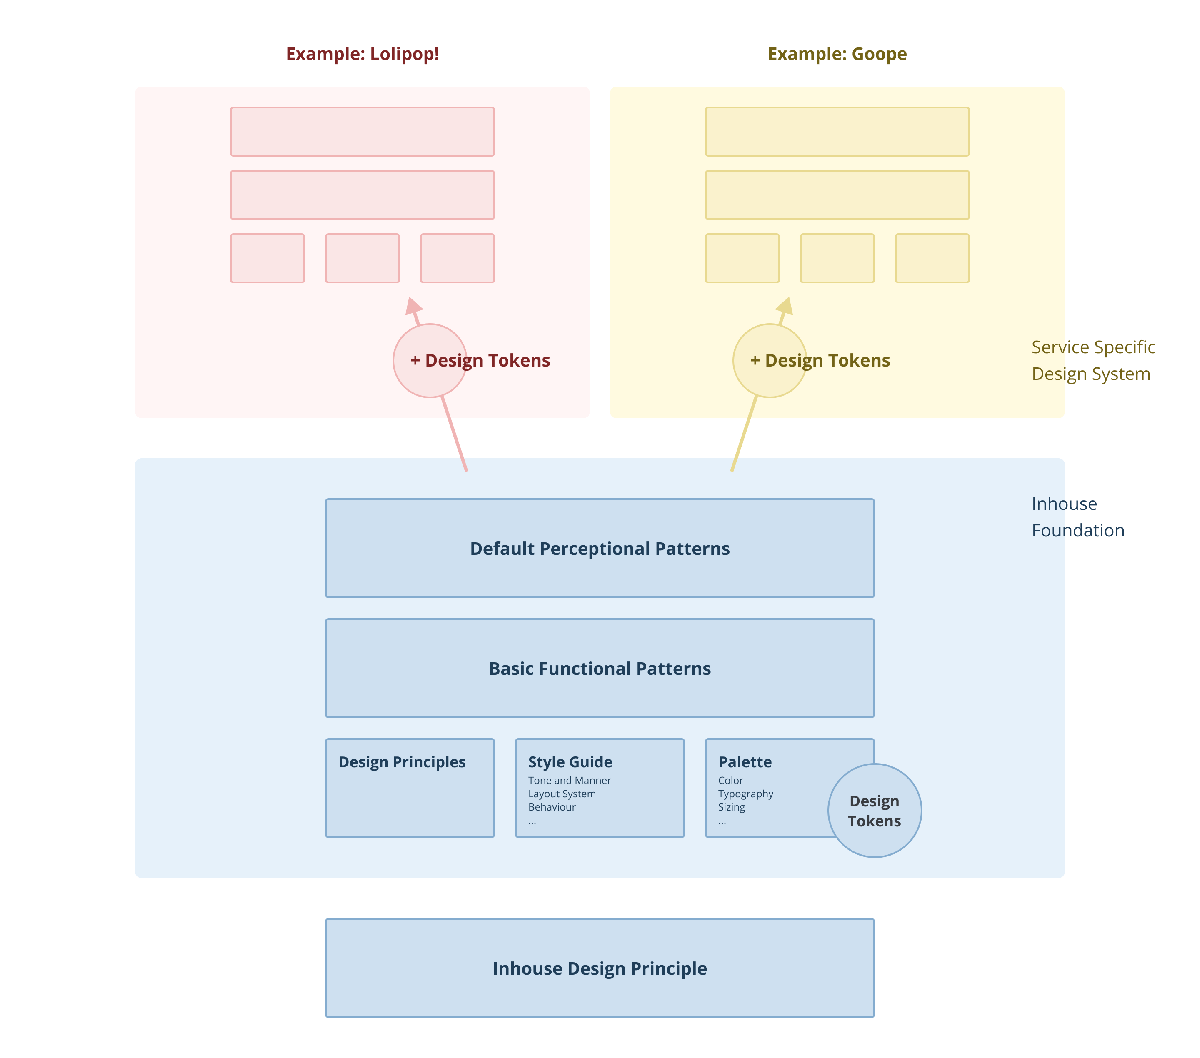 Example: Lolipop!
Example: Goope
+ Design Tokens
+ Design Tokens
Service Specific
Design System
Inhouse
Foundation
Default Perceptional Patterns
Basic Functional Patterns
Design Principles
Style Guide
Tone and Manner
Layout System
Behaviour
...
Palette
Color
Typography
Sizing
...
Design
Tokens
Inhouse Design Principle